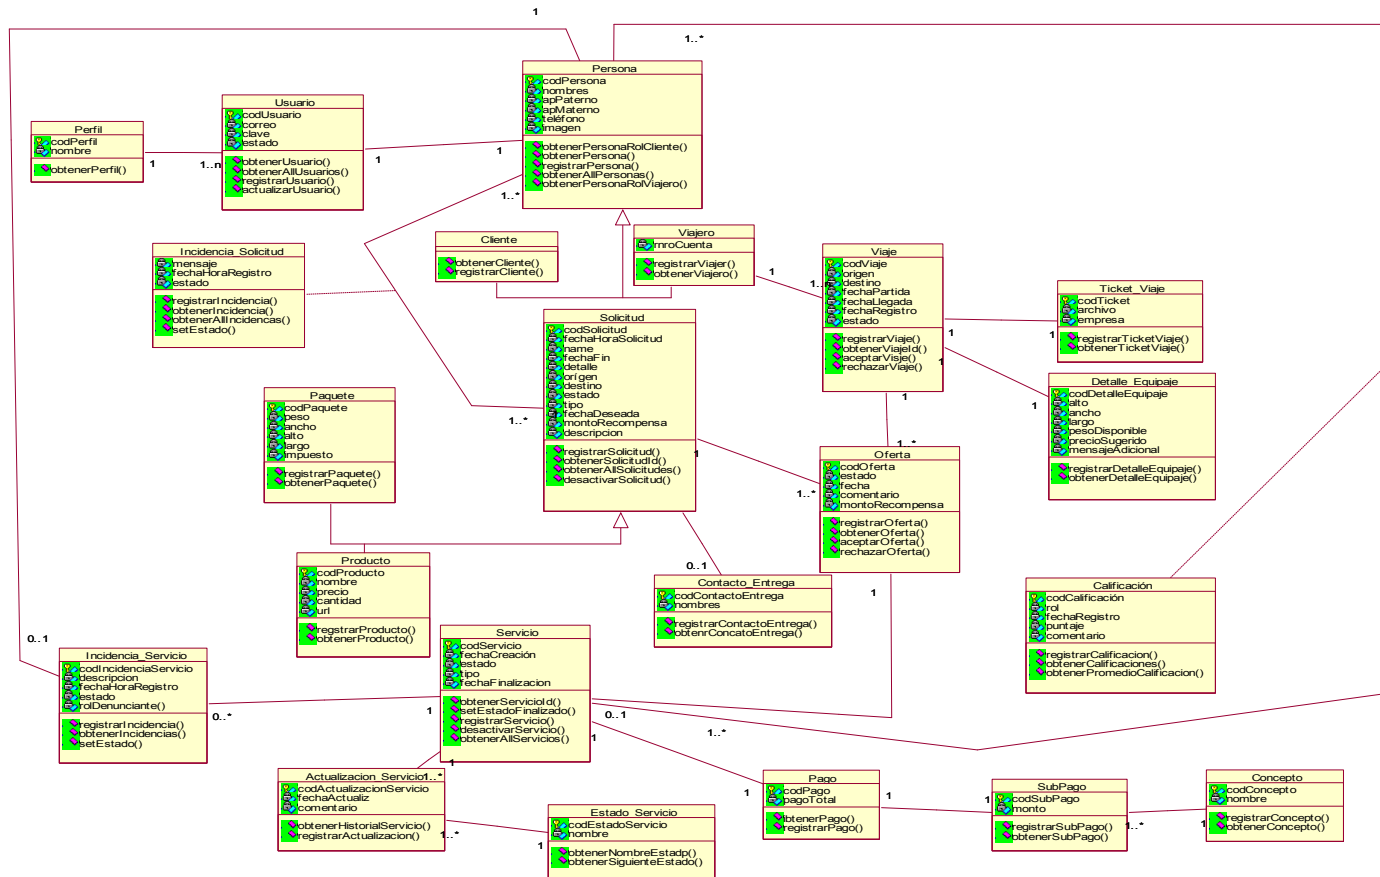 1
1..*
Persona
codPersona
nombres
apPaterno
apMaterno
teléfono
imagen
obtenerPersonaRolCliente()
obtenerPersona()
registrarPersona()
obtenerAllPersonas()
obtenerPersonaRolViajero()
Usuario
codUsuario
correo
clave
estado
obtenerUsuario()
obtenerAllUsuarios()
registrarUsuario()
actualizarUsuario()
Perfil
codPerfil
nombre
obtenerPerfil()
1
1..n
1
1
1..*
Incidencia_Solicitud
mensaje
fechaHoraRegistro
estado
registrarIncidencia()
obtenerIncidencia()
obtenerAllIncidencas()
setEstado()
Cliente
obtenerCliente()
registrarCliente()
Viajero
nroCuenta
registrarViajer()
obtenerViajero()
1
1..n
Viaje
codViaje
origen
destino
fechaPartida
fechaLlegada
fechaRegistro
estado
registrarViaje()
obtenerViajeId()
aceptarVisje()
rechazarViaje()
1
1
1
1
1
1..*
Ticket_Viaje
codTicket
archivo
empresa
registrarTicketViaje()
obtenerTicketViaje()
Detalle_Equipaje
codDetalleEquipaje
alto
ancho
largo
pesoDisponible
precioSugerido
mensajeAdicional
registrarDetalleEquipaje()
obtenerDetalleEquipaje()
Solicitud
codSolicitud
fechaHoraSolicitud
name
fechaFin
detalle
orígen
destino
estado
tipo
fechaDeseada
montoRecompensa
descripcion
registrarSolicitud()
obtenerSolicitudId()
obtenerAllSolicitudes()
desactivarSolicitud()
1..*
1
1..*
Paquete
codPaquete
peso
ancho
alto
largo
impuesto
registrarPaquete()
obtenerPaquete()
Oferta
codOferta
estado
fecha
comentario
montoRecompensa
registrarOferta()
obtenerOferta()
aceptarOferta()
rechazarOferta()
1
Producto
codProducto
nombre
precio
cantidad
url
registrarProducto()
obtenerProducto()
0..1
Contacto_Entrega
codContactoEntrega
nombres
registrarContactoEntrega()
obtenrConcatoEntrega()
Calificación
codCalificación
rol
fechaRegistro
puntaje
comentario
registrarCalificacion()
obtenerCalificaciones()
obtenerPromedioCalificacion()
0..1
Incidencia_Servicio
codIncidenciaServicio
descripcion
fechaHoraRegistro
estado
rolDenunciante
registrarIncidencia()
obtenerIncidencias()
setEstado()
0..*
Servicio
codServicio
fechaCreación
estado
tipo
fechaFinalizacion
obtenerServicioId()
setEstadoFinalizado()
registrarServicio()
desactivarServicio()
obtenerAllServicios()
1
0..1
1..*
1
1
1..*
Actualizacion_Servicio
codActualizacionServicio
fechaActualiz
comentario
obtenerHistorialServicio()
registrarActualizacion()
1..*
1
Estado_Servicio
codEstadoServicio
nombre
obtenerNombreEstadp()
obtenerSiguienteEstado()
1
Pago
codPago
pagoTotal
obtenerPago()
registrarPago()
1
1
SubPago
codSubPago
monto
registrarSubPago()
obtenerSubPago()
1..*
1
Concepto
codConcepto
nombre
registrarConcepto()
obtenerConcepto()